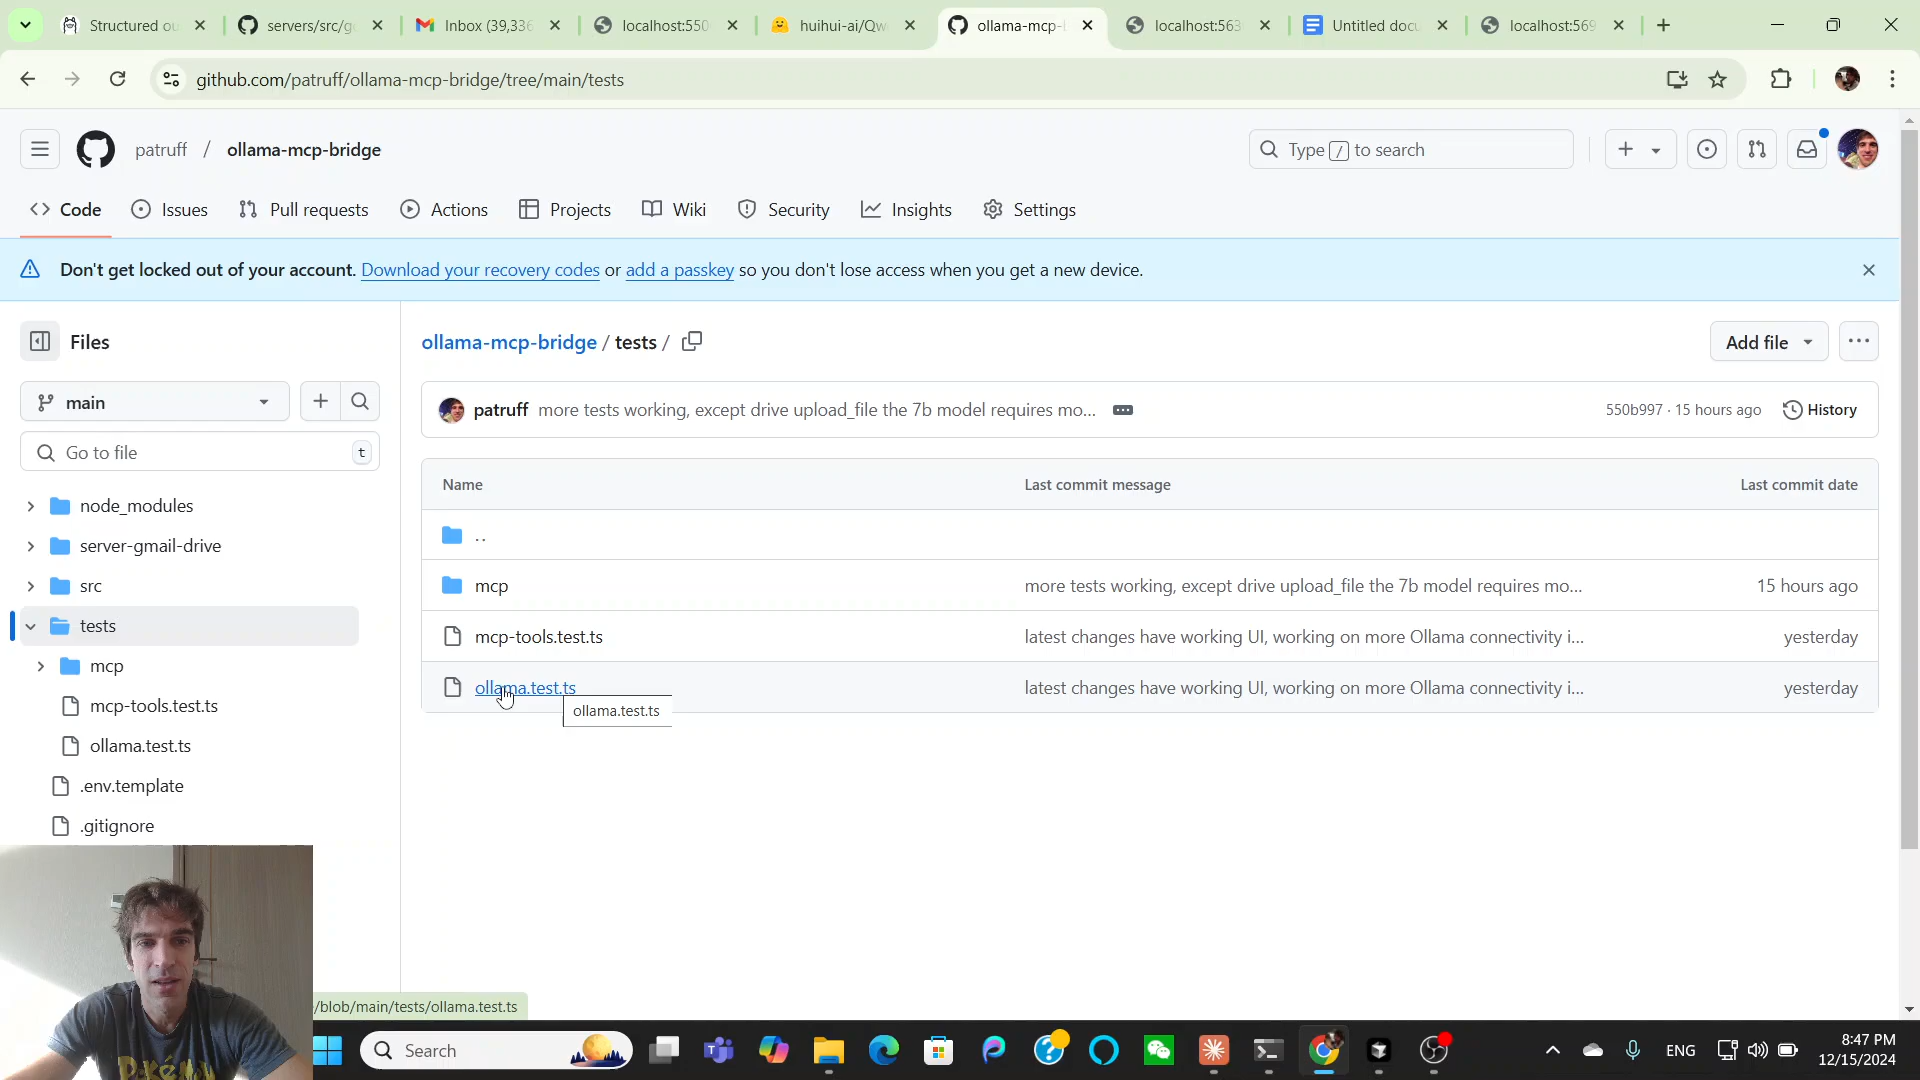 Structured ou
servers/src/g
Inbox (39,336
localhost:550
huihui-ai/Qw
ollama-mcp-b
localhost:563
Untitled docu
localhost:569
github.com/patruff/ollama-mcp-bridge/tree/main/tests
patruff / ollama-mcp-bridge
Type / to search
Code
Issues
Pull requests
Actions
Projects
Wiki
Security
Insights
Settings
Don't get locked out of your account. Download your recovery codes or add a passkey so you don't lose access when you get a new device.
Files
ollama-mcp-bridge / tests /
Add file
main
patruff more tests working, except drive upload_file the 7b model requires mo...
550b997 · 15 hours ago
History
Go to file
t
Name
Last commit message
Last commit date
node_modules
server-gmail-drive
src
tests
mcp
mcp-tools.test.ts
ollama.test.ts
.env.template
.gitignore
..
mcp
more tests working, except drive upload_file the 7b model requires mo...
15 hours ago
mcp-tools.test.ts
latest changes have working UI, working on more Ollama connectivity i...
yesterday
ollama.test.ts
latest changes have working UI, working on more Ollama connectivity i...
yesterday
ollama.test.ts
/blob/main/tests/ollama.test.ts
Pokémon
Search
ENG
8:47 PM
12/15/2024